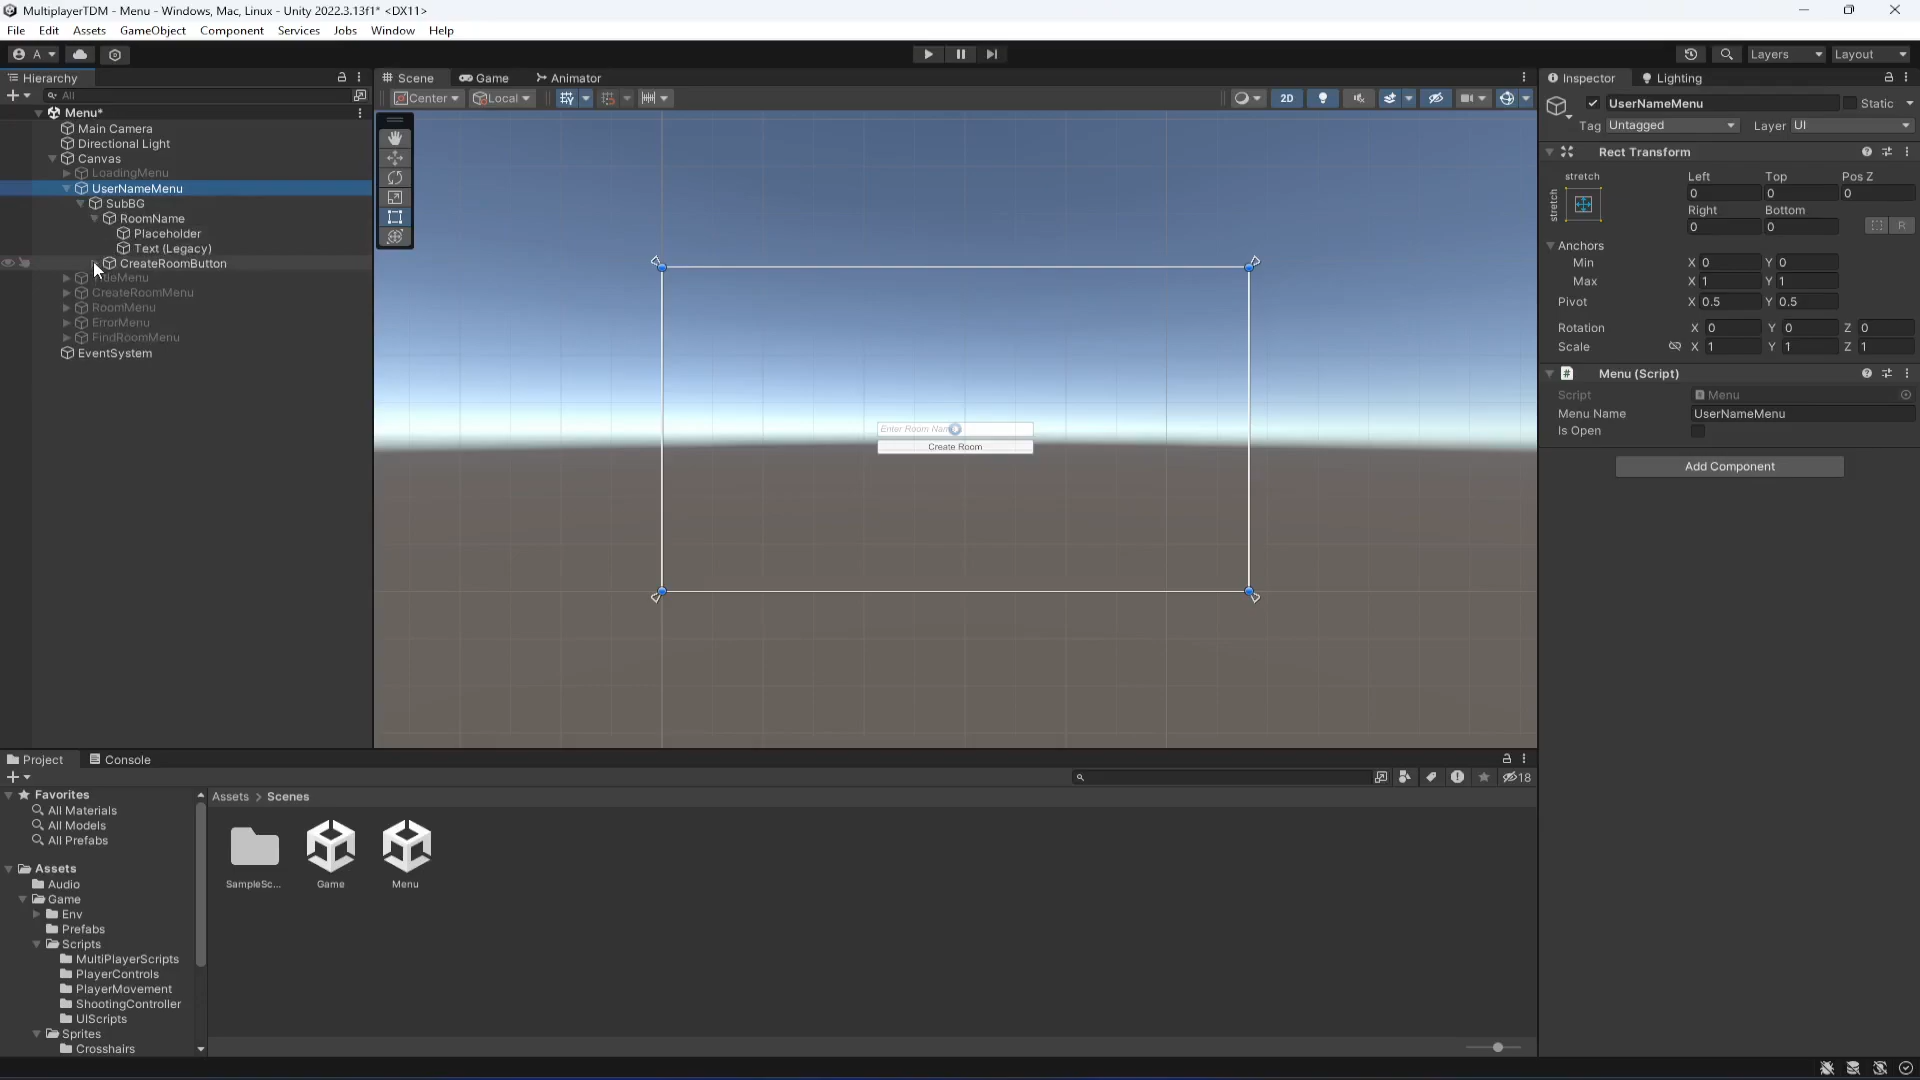 MultiplayerTDM - Menu - Windows, Mac, Linux - Unity 2022.3.13f1* <DX11>
File Edit Assets GameObject Component Services Jobs Window Help
A Layers Layout
Hierarchy Scene Game Animator Inspector Lighting
All Center Local 2D UserNameMenu Static
Menu*
Tag Untagged Layer UI
Main Camera
Directional Light
Canvas
LoadingMenu
UserNameMenu
SubBG
RoomName
Placeholder
Text (Legacy)
CreateRoomButton
CreateRoomMenu
RoomMenu
ErrorMenu
FindRoomMenu
EventSystem
Create Room
Rect Transform
stretch Left Top Pos Z
stretch 0 0 0
Right Bottom
0 0 R
Anchors
Min X 0 Y 0
Max X 1 Y 1
Pivot X 0.5 Y 0.5
Rotation X 0 Y 0 Z 0
Scale X 1 Y 1 Z 1
# Menu (Script)
Script Menu
Menu Name UserNameMenu
Is Open
Add Component
Project Console
18
Favorites
All Materials
All Models
All Prefabs
Assets
Audio
Game
Env
Prefabs
Scripts
MultiPlayerScripts
PlayerControls
PlayerMovement
ShootingController
UIScripts
Sprites
Crosshairs
Assets > Scenes
SampleSc... Game Menu